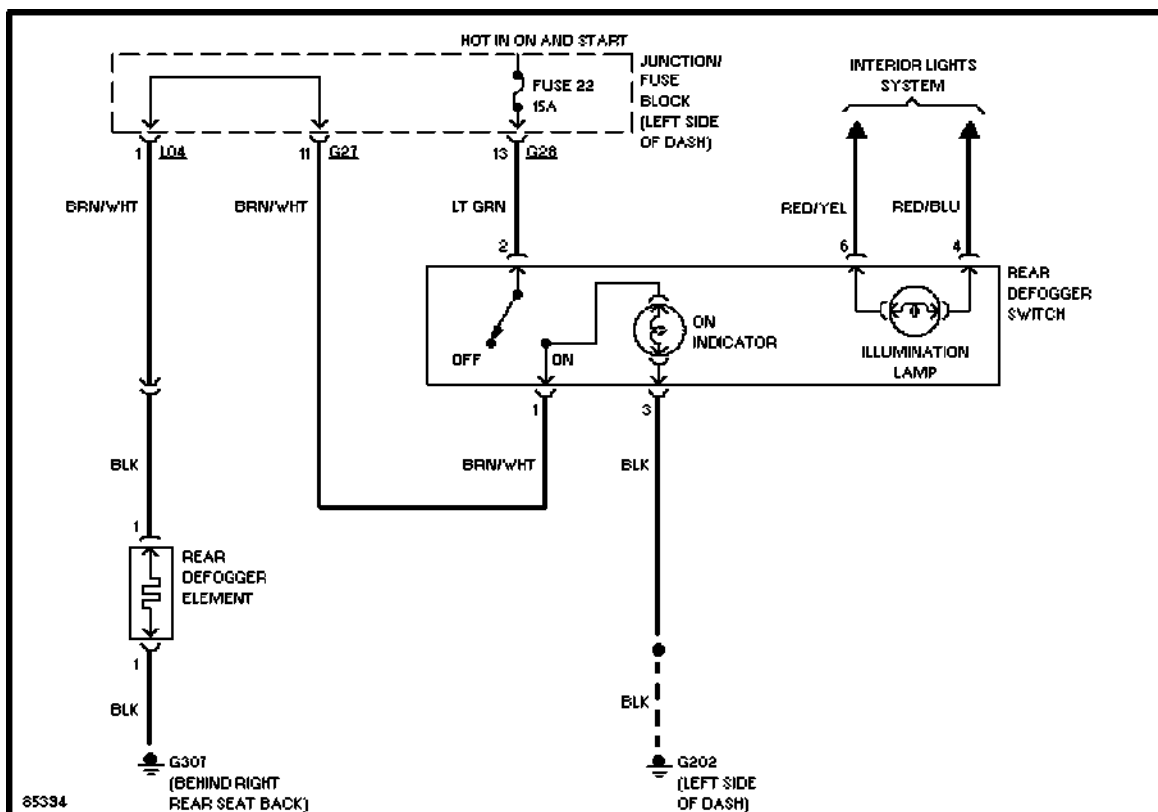 HOT IN ON AND START
FUSE 22
15A
JUNCTION/
FUSE
BLOCK
(LEFT SIDE
OF DASH)
INTERIOR LIGHTS
SYSTEM
1 L04
11 G27
13 G28
BRN/WHT
BRN/WHT
LT GRN
RED/YEL
RED/BLU
2
6
4
REAR
DEFOGGER
SWITCH
OFF
ON
ON
INDICATOR
ILLUMINATION
LAMP
1
3
BRN/WHT
BLK
BLK
1
REAR
DEFOGGER
ELEMENT
1
BLK
BLK
G307
(BEHIND RIGHT
REAR SEAT BACK)
G202
(LEFT SIDE
OF DASH)
85394